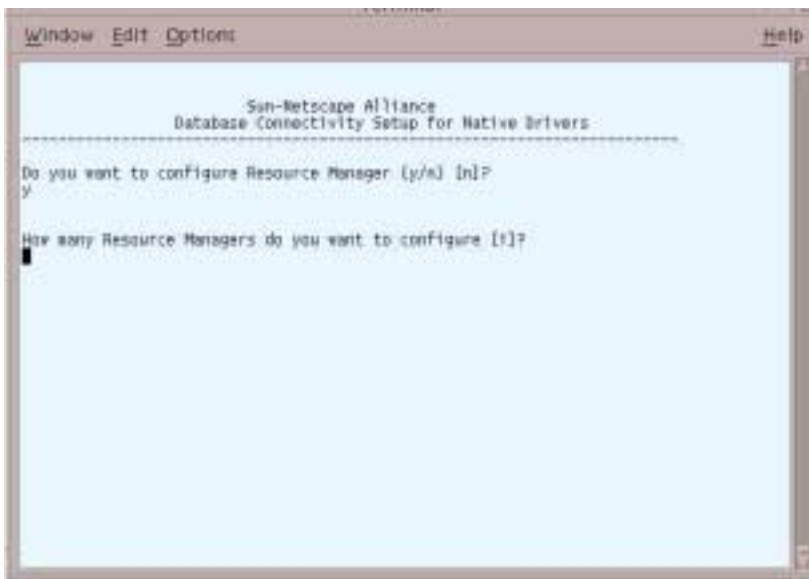 Terminal
Window Edit Options Help
Sun-Netscape Alliance
Database Connectivity Setup for Native Drivers
--------------------------------------------------------------------------------
Do you want to configure Resource Manager (y/n) [n]?
y
How many Resource Managers do you want to configure [1]?